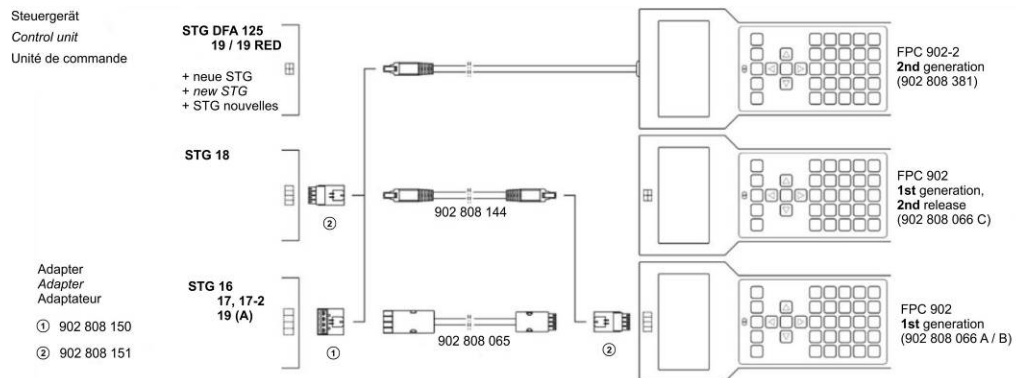 Steuergerät
Control unit
Unité de commande
STG DFA 125
19 / 19 RED
+ neue STG
+ new STG
+ STG nouvelles
FPC 902-2
2nd generation
(902 808 381)
STG 18
②
902 808 144
FPC 902
1st generation,
2nd release
(902 808 066 C)
Adapter
Adapter
Adaptateur
① 902 808 150
② 902 808 151
STG 16
17, 17-2
19 (A)
①
902 808 065
②
FPC 902
1st generation
(902 808 066 A / B)